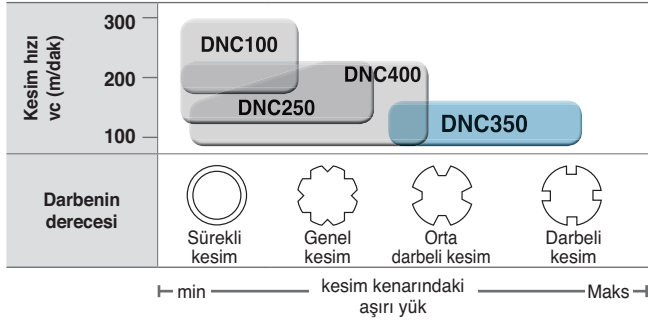 Kesim hızı
vc (m/dak)
300
200
100
DNC100
DNC400
DNC250
DNC350
Darbenin
derecesi
Sürekli
kesim
Genel
kesim
Orta
darbeli kesim
Darbeli
kesim
min
kesim kenarındaki
aşırı yük
Maks